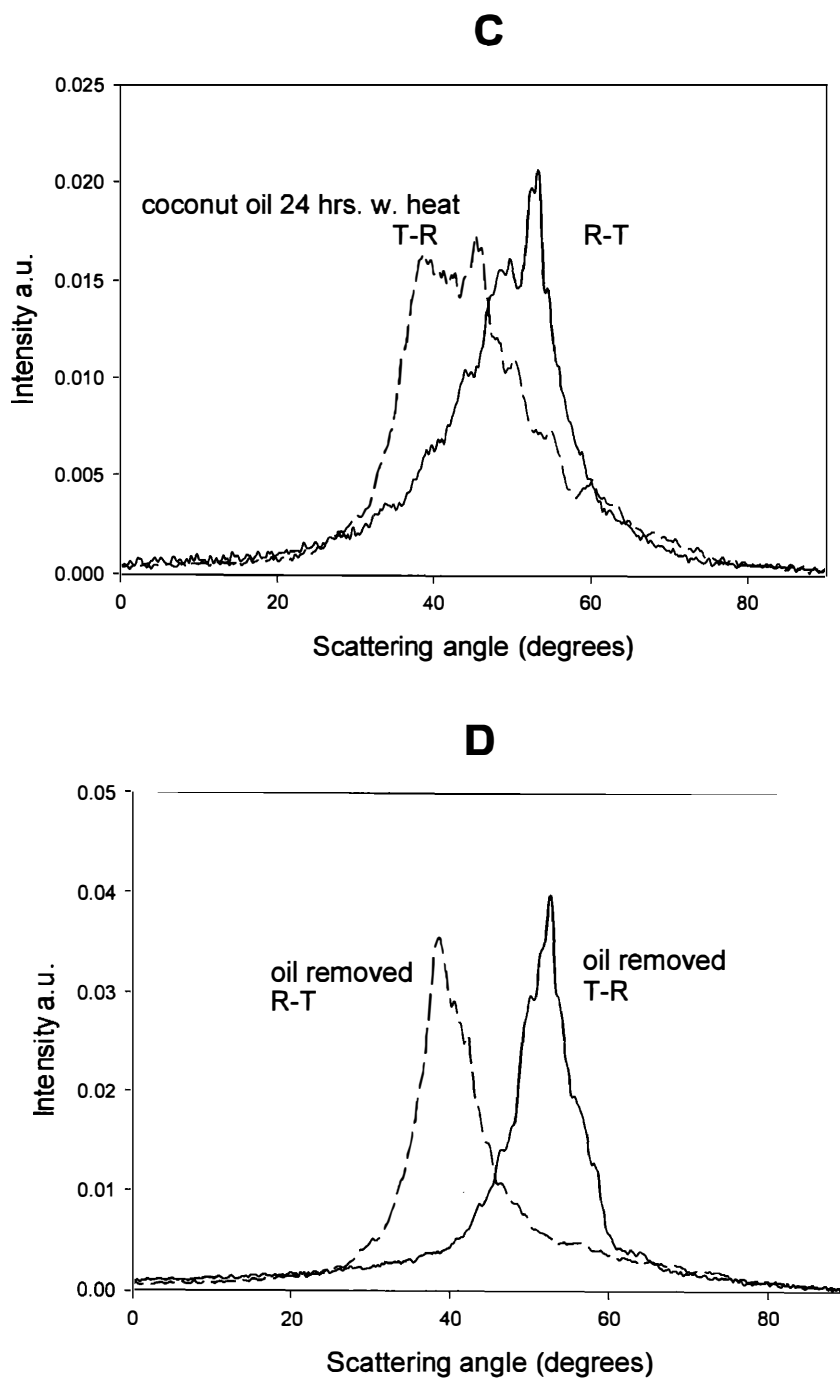 C
0.025
0.020
0.015
0.010
0.005
0.000
Intensity a.u.
coconut oil 24 hrs. w. heat
T-R
R-T
0
20
40
60
80
Scattering angle (degrees)
D
0.05
0.04
0.03
0.02
0.01
0.00
Intensity a.u.
oil removed
R-T
oil removed
T-R
0
20
40
60
80
Scattering angle (degrees)